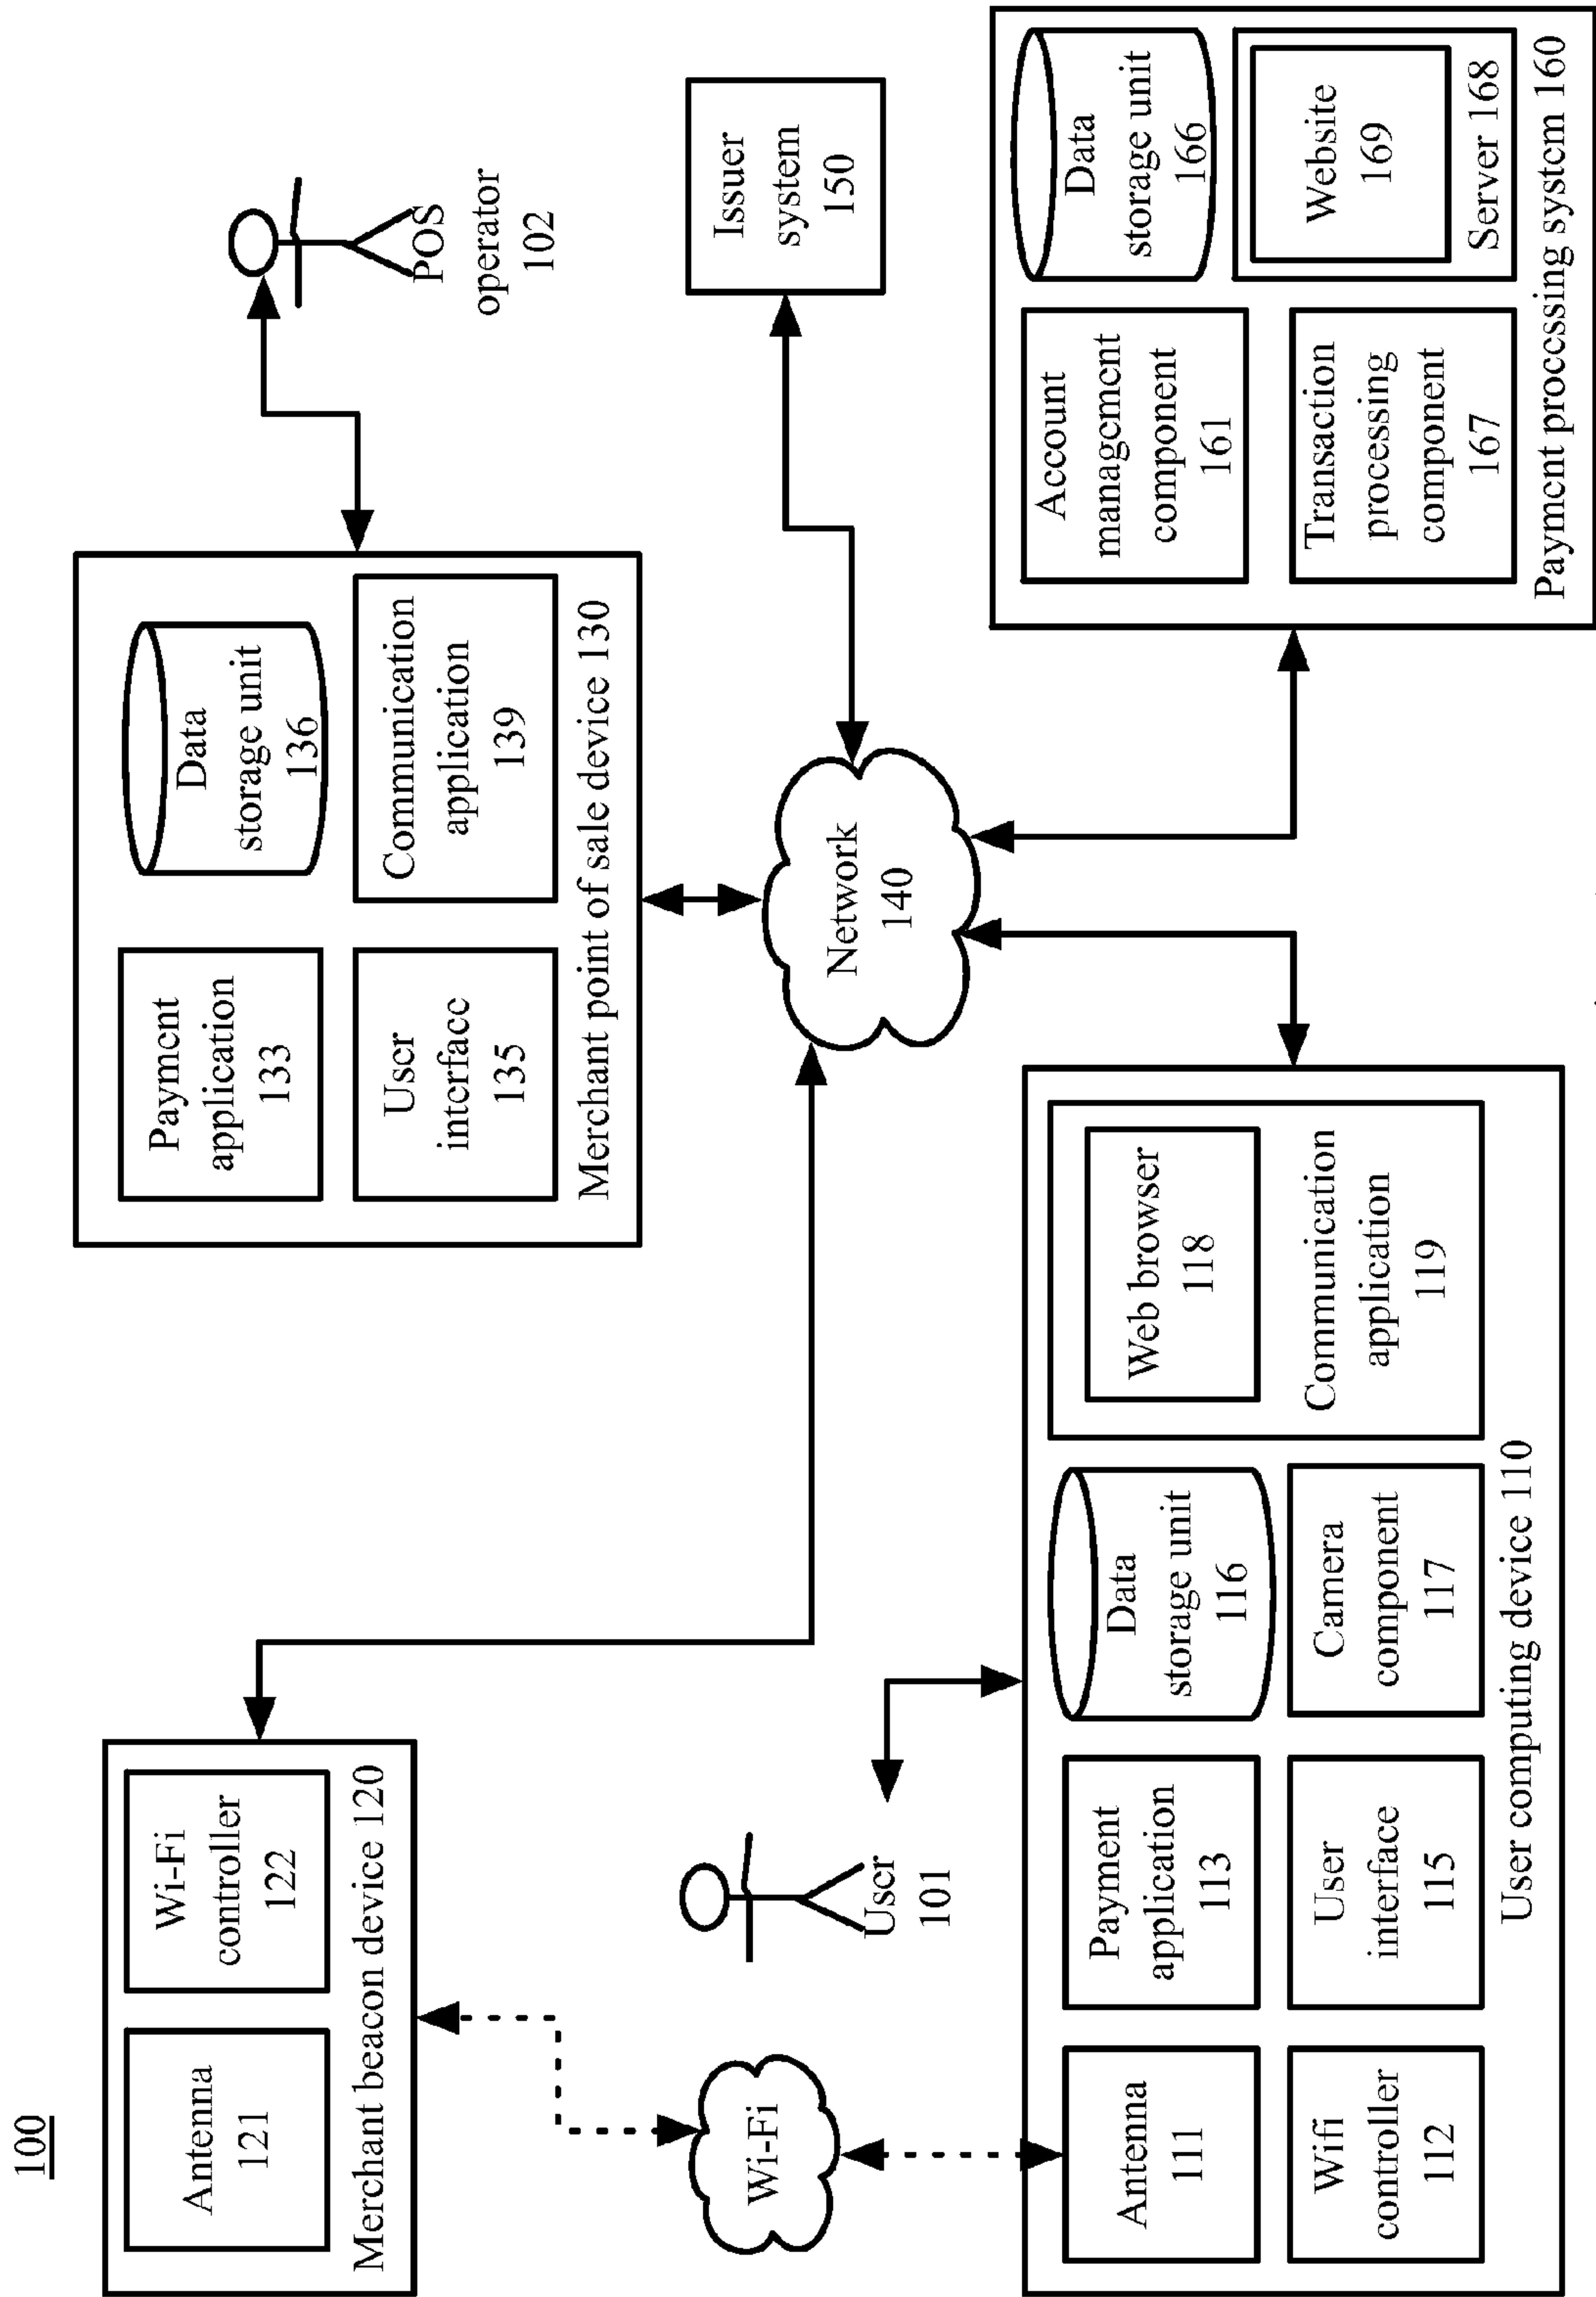 100
Antenna
121
Wi-Fi
controller
122
Merchant beacon device 120
Payment
application
133
Data
storage unit
136
User
interface
135
Communication
application
139
Merchant point of sale device 130
POS
operator
102
Wi-Fi
User
101
Network
140
Issuer
system
150
Antenna
111
Payment
application
113
Data
storage unit
116
Web browser
118
Wifi
controller
112
User
interface
115
Camera
component
117
Communication
application
119
User computing device 110
Account
management
component
161
Data
storage unit
166
Transaction
processing
component
167
Website
169
Server 168
Payment processing system 160